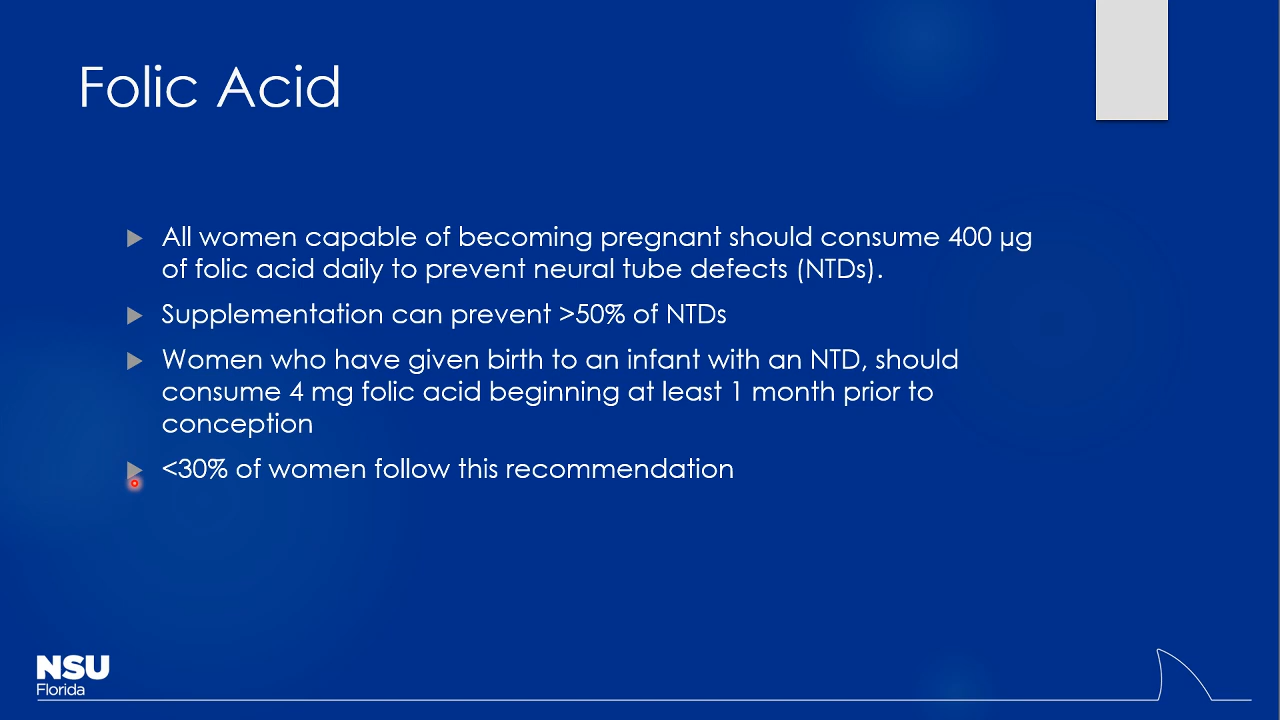 Folic Acid
All women capable of becoming pregnant should consume 400 µg
of folic acid daily to prevent neural tube defects (NTDs).
Supplementation can prevent >50% of NTDs
Women who have given birth to an infant with an NTD, should
consume 4 mg folic acid beginning at least 1 month prior to
conception
<30% of women follow this recommendation
NSU
Florida